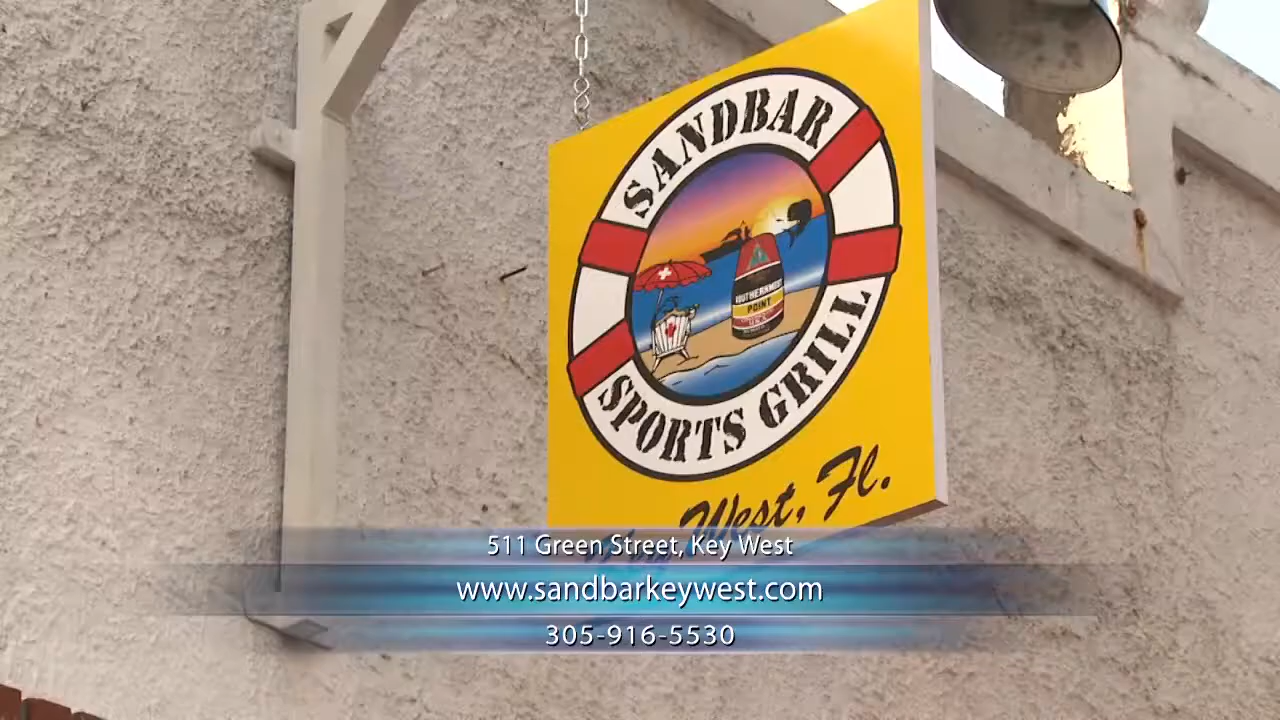 SANDBAR
SOUTHERNMOST
POINT
SPORTS GRILL
West, Fl.
511 Green Street, Key West
www.sandbarkeywest.com
305-916-5530